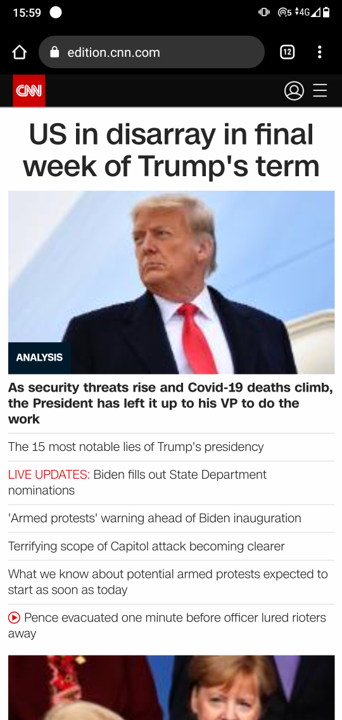 15:59
5 4G
edition.cnn.com
12
CNN
US in disarray in final
week of Trump's term
ANALYSIS
As security threats rise and Covid-19 deaths climb,
the President has left it up to his VP to do the
work
The 15 most notable lies of Trump's presidency
LIVE UPDATES: Biden fills out State Department
nominations
'Armed protests' warning ahead of Biden inauguration
Terrifying scope of Capitol attack becoming clearer
What we know about potential armed protests expected to
start as soon as today
Pence evacuated one minute before officer lured rioters
away